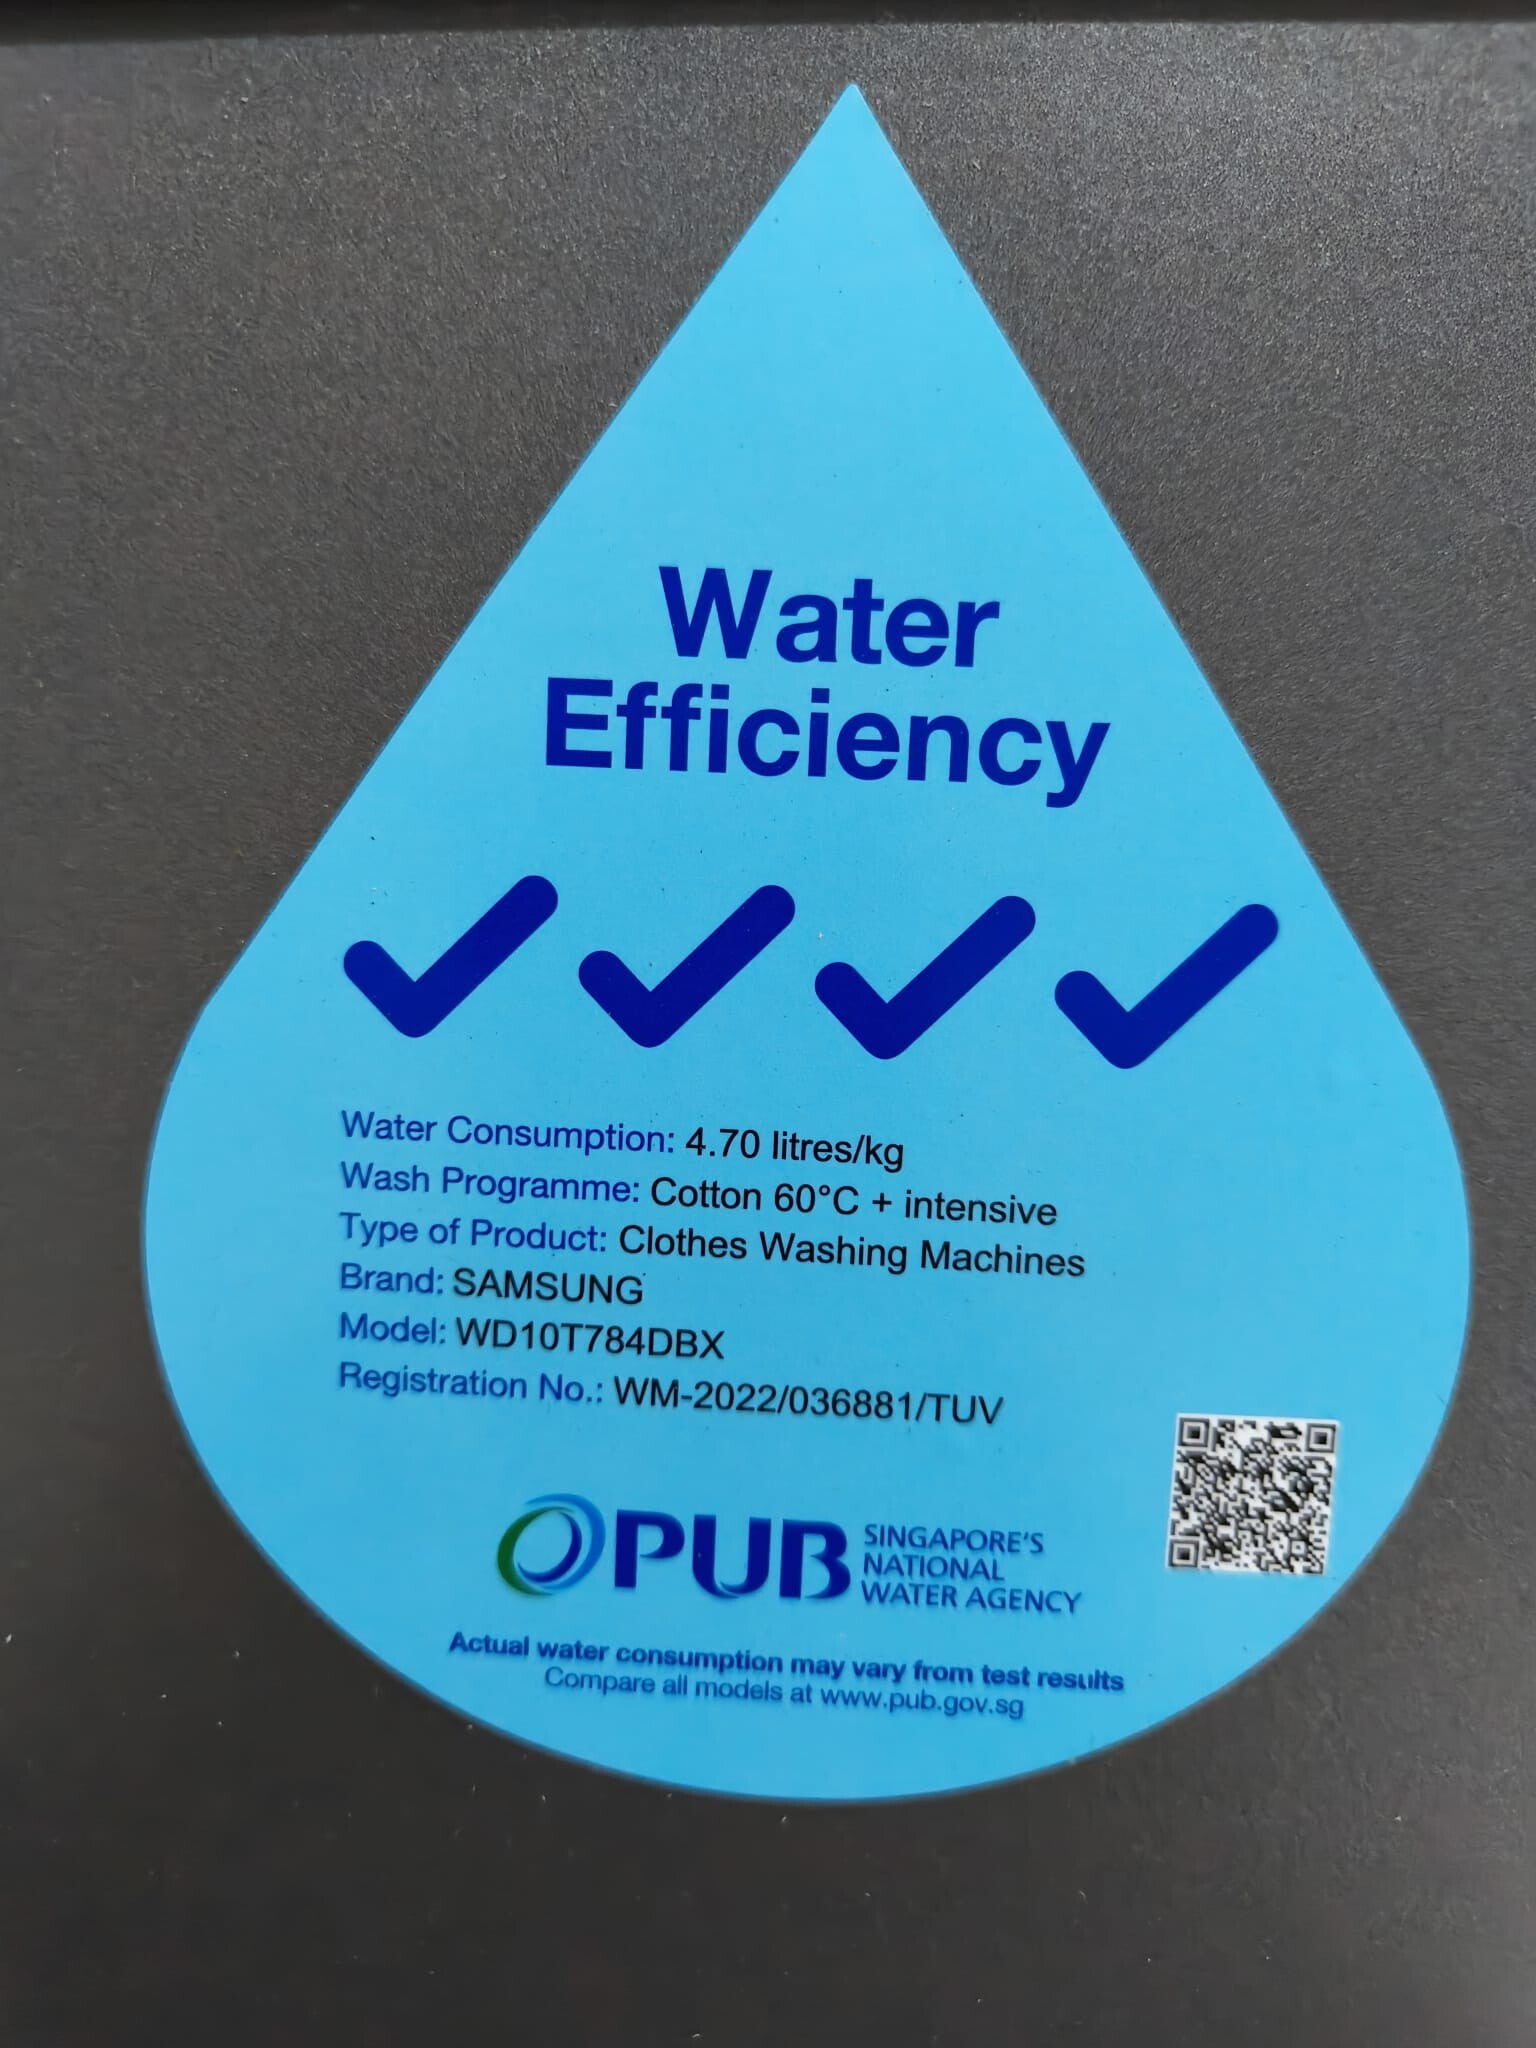 Water
Efficiency
Water Consumption: 4.70 litres/kg
Wash Programme: Cotton 60°C + intensive
Type of Product: Clothes Washing Machines
Brand: SAMSUNG
Model: WD10T784DBX
Registration No.: WM-2022/036881/TUV
PUB SINGAPORE'S
NATIONAL
WATER AGENCY
Actual water consumption may vary from test results
Compare all models at www.pub.gov.sg